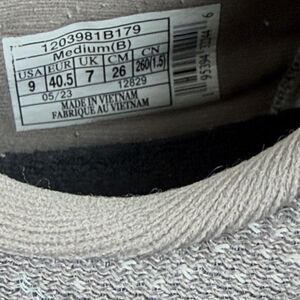 1203981B179
Medium(B)
USA EUR UK CM CN
9 40.5 7 26 260(1.5)
05/23 12829
MADE IN VIETNAM
FABRIQUE AU VIETNAM